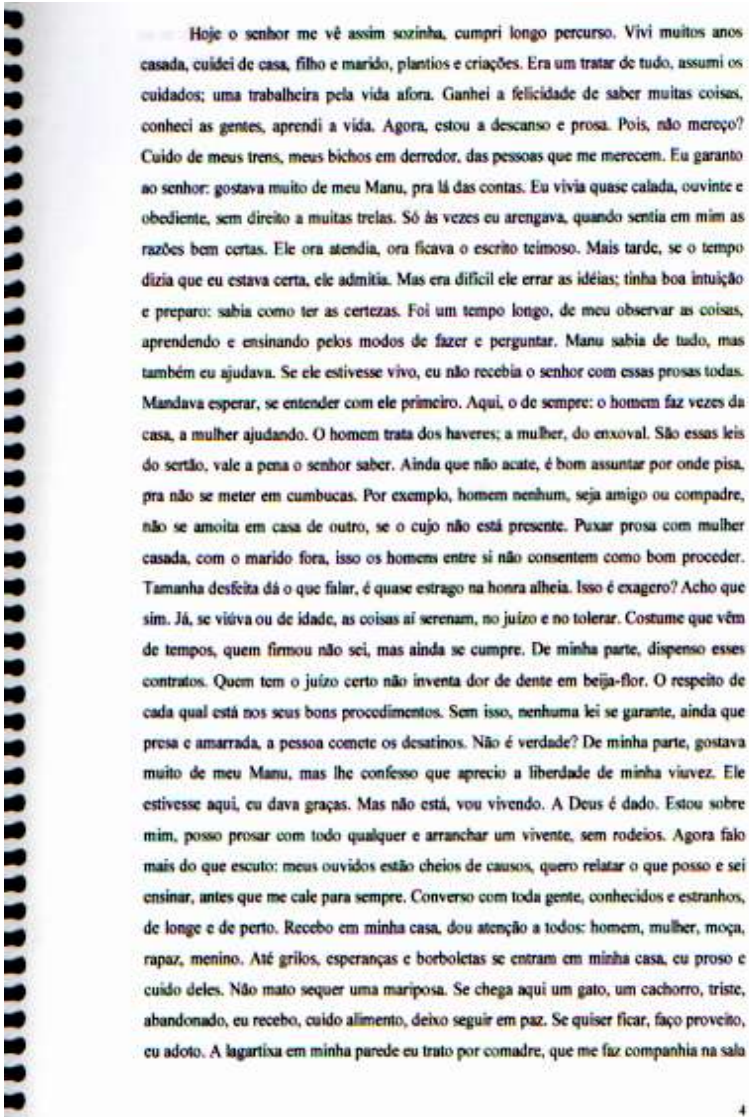 Hoje o senhor me vê assim sozinha, cumpri longo percurso. Vivi muitos anos
casada, cuidei de casa, filho e marido, plantios e criações. Era um tratar de tudo, assumi os
cuidados; uma trabalheira pela vida afora. Ganhei a felicidade de saber muitas coisas,
conheci as gentes, aprendi a vida. Agora, estou a descanso e prosa. Pois, não mereço?
Cuido de meus trens, meus bichos em derredor, das pessoas que me merecem. Eu garanto
ao senhor: gostava muito de meu Manu, pra lá das contas. Eu vivia quase calada, ouvinte e
obediente, sem direito a muitas trelas. Só às vezes eu arengava, quando sentia em mim as
razões bem certas. Ele ora atendia, ora ficava o escrito teimoso. Mais tarde, se o tempo
dizia que eu estava certa, ele admitia. Mas era difícil ele errar as idéias; tinha boa intuição
e preparo: sabia como ter as certezas. Foi um tempo longo, de meu observar as coisas,
aprendendo e ensinando pelos modos de fazer e perguntar. Manu sabia de tudo, mas
também eu ajudava. Se ele estivesse vivo, eu não recebia o senhor com essas prosas todas.
Mandava esperar, se entender com ele primeiro. Aqui, o de sempre: o homem faz vezes da
casa, a mulher ajudando. O homem trata dos haveres; a mulher, do enxoval. São essas leis
do sertão, vale a pena o senhor saber. Ainda que não acate, é bom assuntar por onde pisa,
pra não se meter em cumbucas. Por exemplo, homem nenhum, seja amigo ou compadre,
não se amoita em casa de outro, se o cujo não está presente. Puxar prosa com mulher
casada, com o marido fora, isso os homens entre si não consentem como bom proceder.
Tamanha desfeita dá o que falar, é quase estrago na honra alheia. Isso é exagero? Acho que
sim. Já, se viúva ou de idade, as coisas aí serenam, no juízo e no tolerar. Costume que vêm
de tempos, quem firmou não sei, mas ainda se cumpre. De minha parte, dispenso esses
contratos. Quem tem o juízo certo não inventa dor de dente em beija-flor. O respeito de
cada qual está nos seus bons procedimentos. Sem isso, nenhuma lei se garante, ainda que
presa e amarrada, a pessoa comete os desatinos. Não é verdade? De minha parte, gostava
muito de meu Manu, mas lhe confesso que aprecio a liberdade de minha viuvez. Ele
estivesse aqui, eu dava graças. Mas não está, vou vivendo. A Deus é dado. Estou sobre
mim, posso prosar com todo qualquer e arranchar um vivente, sem rodeios. Agora falo
mais do que escuto: meus ouvidos estão cheios de causos, quero relatar o que posso e sei
ensinar, antes que me cale para sempre. Converso com toda gente, conhecidos e estranhos,
de longe e de perto. Recebo em minha casa, dou atenção a todos: homem, mulher, moça,
rapaz, menino. Até grilos, esperanças e borboletas se entram em minha casa, eu proso e
cuido deles. Não mato sequer uma mariposa. Se chega aqui um gato, um cachorro, triste,
abandonado, eu recebo, cuido alimento, deixo seguir em paz. Se quiser ficar, faço proveito,
eu adoto. A lagartixa em minha parede eu trato por comadre, que me faz companhia na sala
4